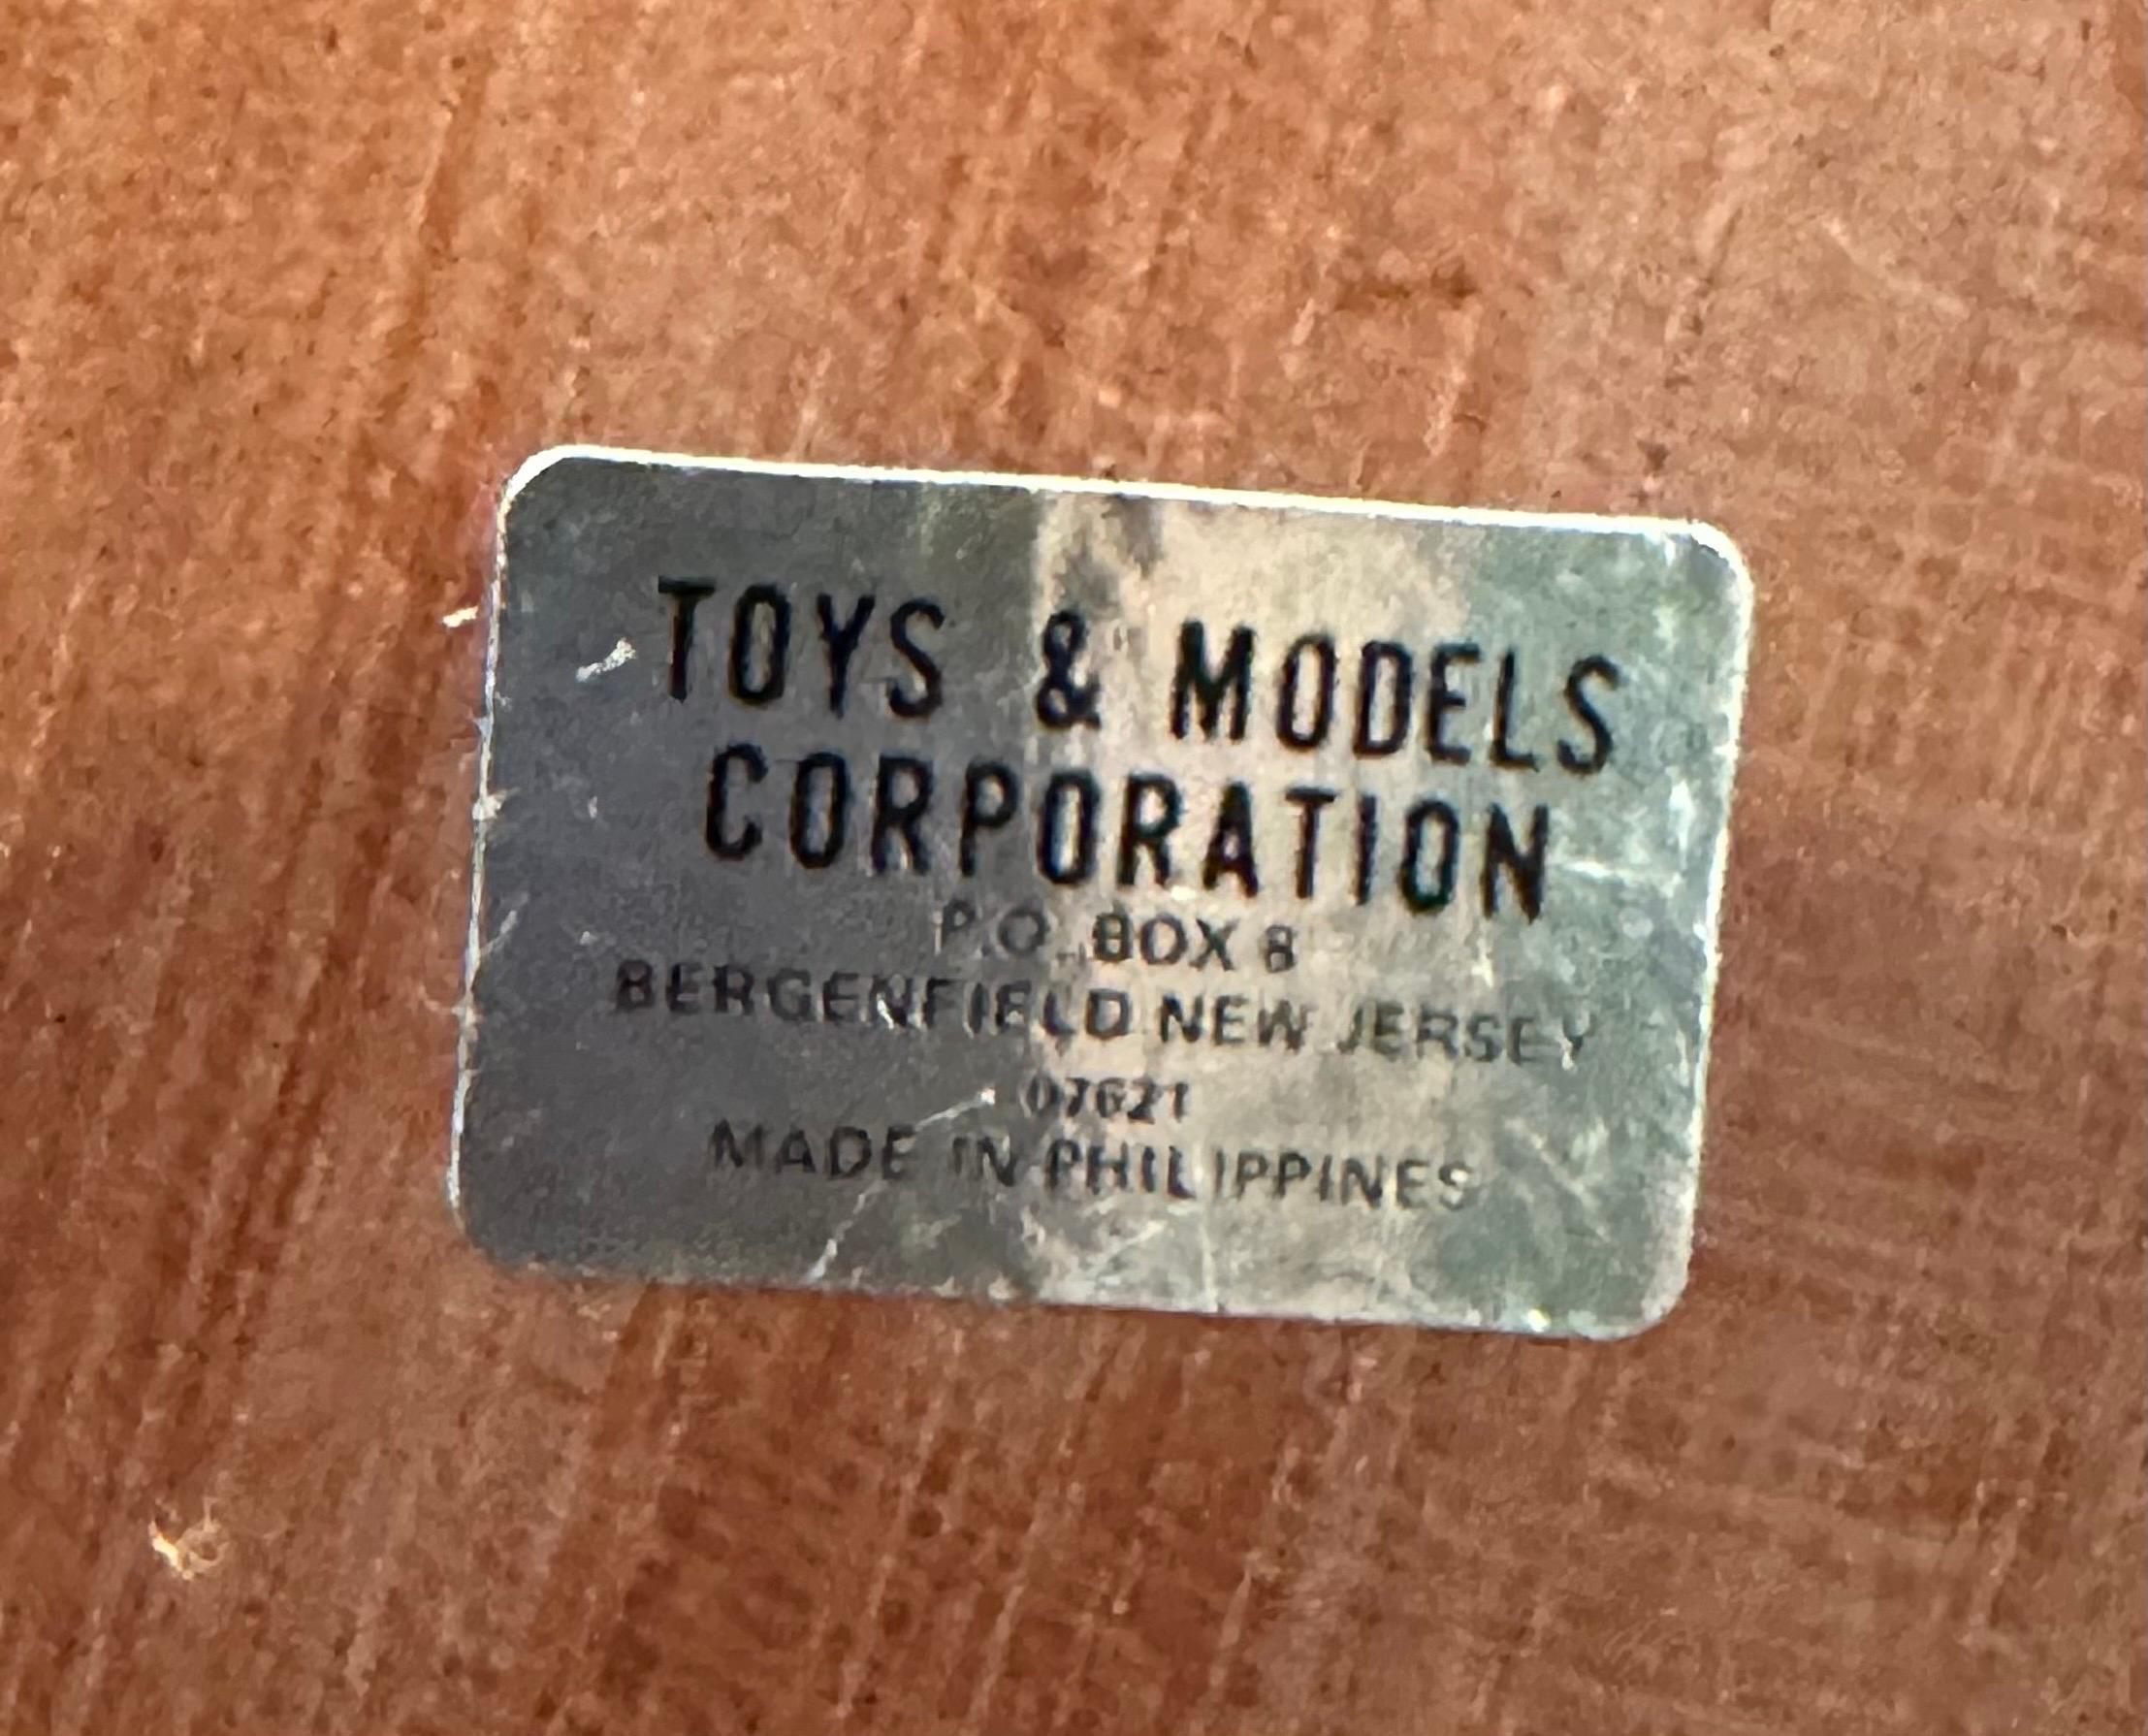 TOYS & MODELS
CORPORATION
P.O. BOX 8
BERGENFIELD NEW JERSEY
07621
MADE IN PHILIPPINES